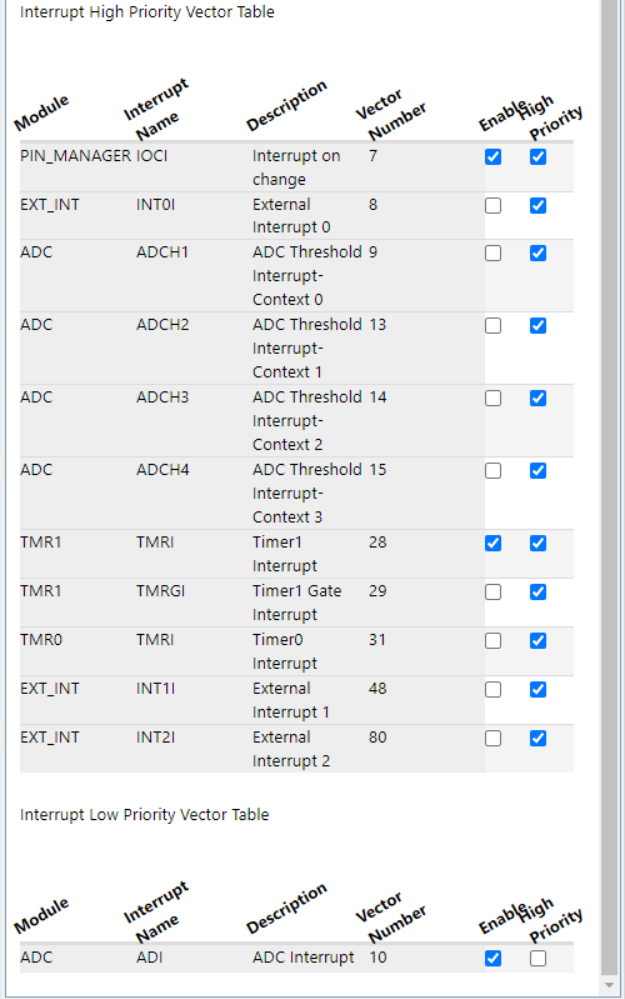 Interrupt High Priority Vector Table
Module Interrupt Name Description Vector Number Enable High Priority
PIN_MANAGER IOCI Interrupt on change 7
EXT_INT INT0I External Interrupt 0 8
ADC ADCH1 ADC Threshold Interrupt-Context 0 9
ADC ADCH2 ADC Threshold Interrupt-Context 1 13
ADC ADCH3 ADC Threshold Interrupt-Context 2 14
ADC ADCH4 ADC Threshold Interrupt-Context 3 15
TMR1 TMRI Timer1 Interrupt 28
TMR1 TMRGI Timer1 Gate Interrupt 29
TMR0 TMRI Timer0 Interrupt 31
EXT_INT INT1I External Interrupt 1 48
EXT_INT INT2I External Interrupt 2 80
Interrupt Low Priority Vector Table
Module Interrupt Name Description Vector Number Enable High Priority
ADC ADI ADC Interrupt 10